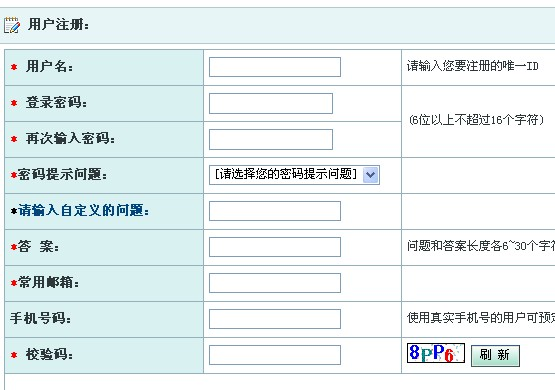 用户注册：
* 用户名： 请输入您要注册的唯一ID
* 登录密码：
(6位以上不超过16个字符)
* 再次输入密码：
*密码提示问题： [请选择您的密码提示问题]
*请输入自定义的问题：
*答 案： 问题和答案长度各6~30个字符
*常用邮箱：
手机号码： 使用真实手机号的用户可预定
* 校验码： 8PP6 刷 新